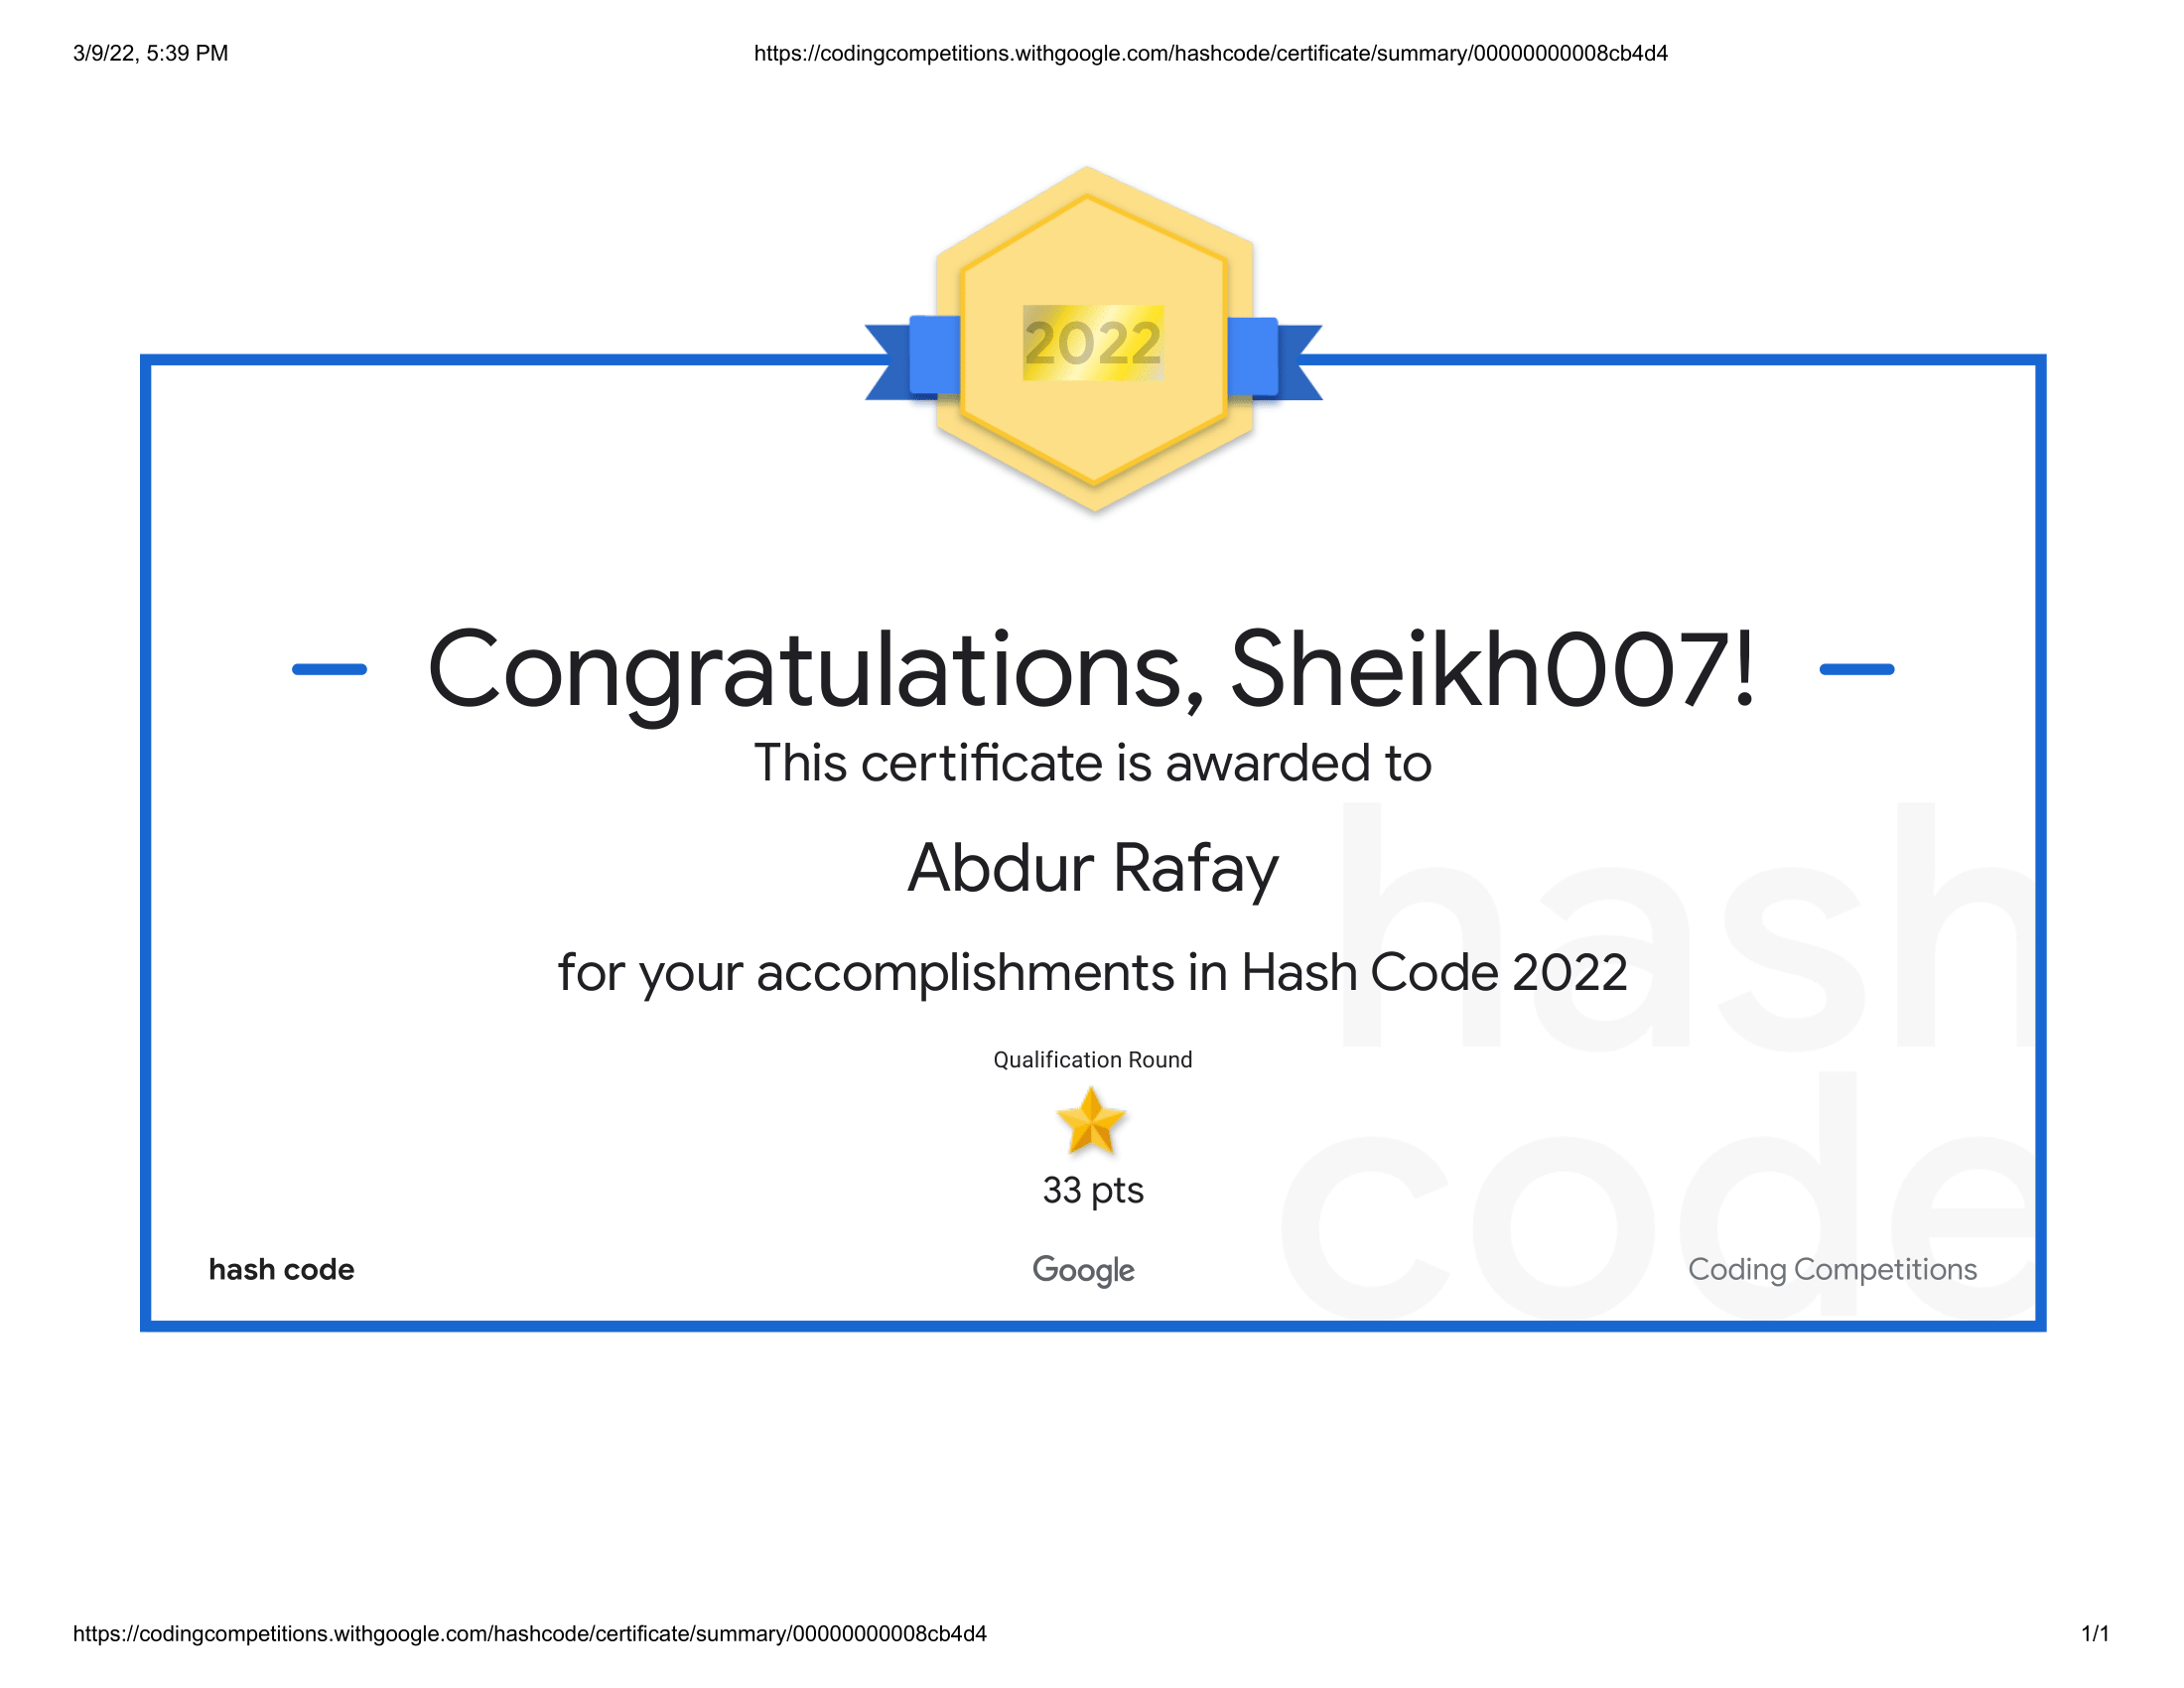 3/9/22, 5:39 PM https://codingcompetitions.withgoogle.com/hashcode/certificate/summary/00000000008cb4d4
2022
Congratulations, Sheikh007!
This certificate is awarded to
Abdur Rafay
for your accomplishments in Hash Code 2022
Qualification Round
33 pts
hash code Google Coding Competitions
hash
code
https://codingcompetitions.withgoogle.com/hashcode/certificate/summary/00000000008cb4d4 1/1